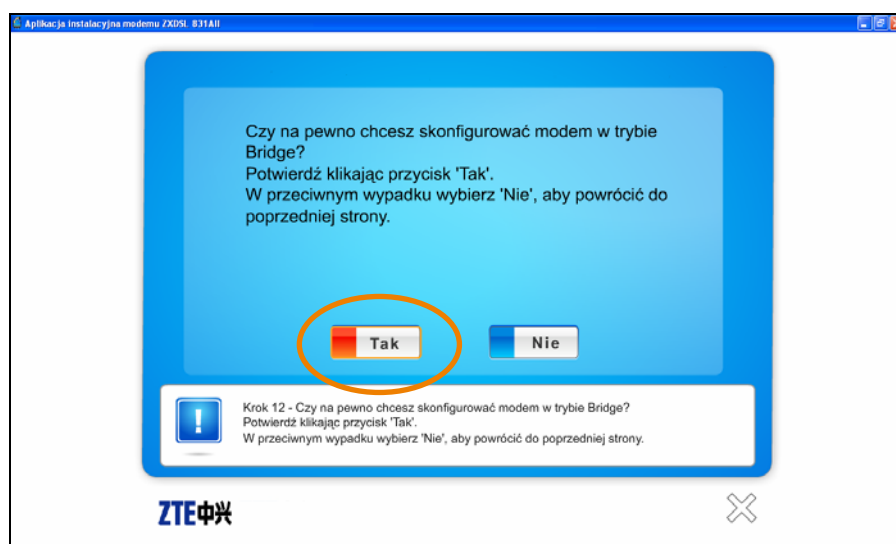 Aplikacja instalacyjna modemu ZXDSL 831AII
Czy na pewno chcesz skonfigurować modem w trybie
Bridge?
Potwierdź klikając przycisk 'Tak'.
W przeciwnym wypadku wybierz 'Nie', aby powrócić do
poprzedniej strony.
Tak
Nie
Krok 12 - Czy na pewno chcesz skonfigurować modem w trybie Bridge?
Potwierdź klikając przycisk 'Tak'.
W przeciwnym wypadku wybierz 'Nie', aby powrócić do poprzedniej strony.
ZTE中兴